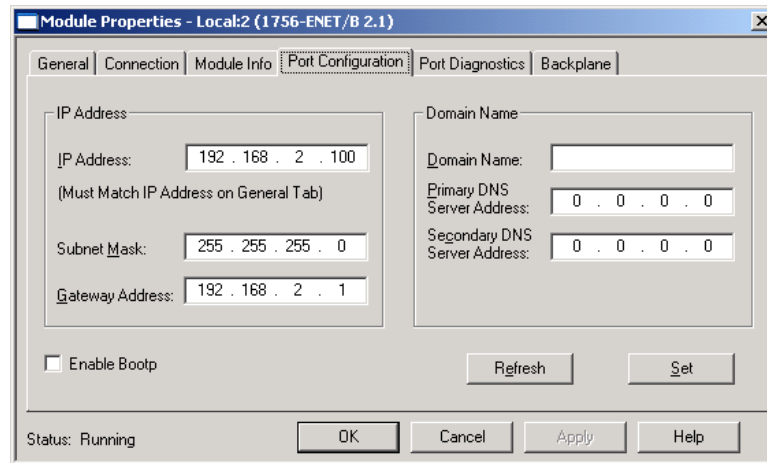 Module Properties - Local:2 (1756-ENET/B 2.1)
General Connection Module Info Port Configuration Port Diagnostics Backplane
IP Address
IP Address: 192 . 168 . 2 . 100
(Must Match IP Address on General Tab)
Subnet Mask: 255 . 255 . 255 . 0
Gateway Address: 192 . 168 . 2 . 1
Domain Name
Domain Name:
Primary DNS
Server Address: 0 . 0 . 0 . 0
Secondary DNS
Server Address: 0 . 0 . 0 . 0
Enable Bootp
Refresh Set
Status: Running OK Cancel Apply Help